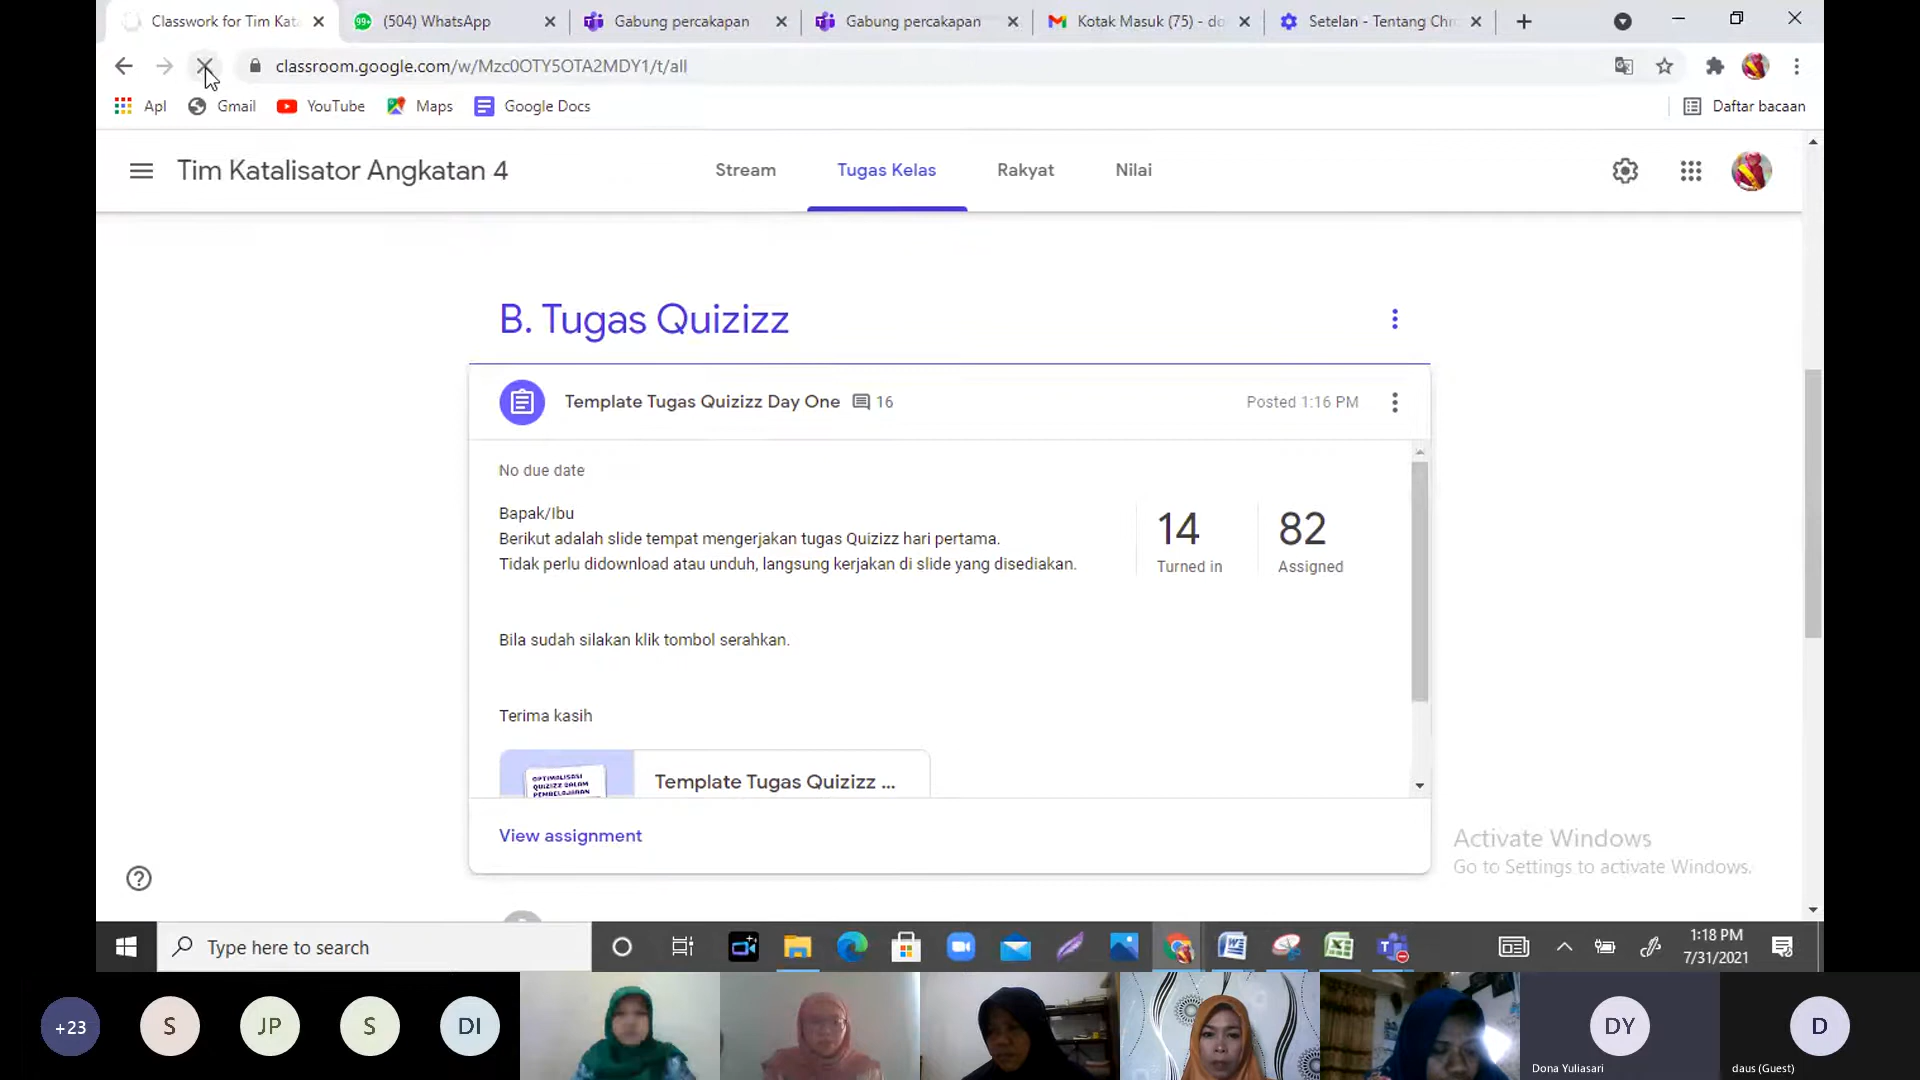 Classwork for Tim Kata
(504) WhatsApp
Gabung percakapan
Gabung percakapan
Kotak Masuk (75) - do
Setelan - Tentang Chr
classroom.google.com/w/Mzc0OTY5OTA2MDY1/t/all
Apl
Gmail
YouTube
Maps
Google Docs
Daftar bacaan
Tim Katalisator Angkatan 4
Stream
Tugas Kelas
Rakyat
Nilai
B. Tugas Quizizz
Template Tugas Quizizz Day One
16
Posted 1:16 PM
No due date
Bapak/Ibu
Berikut adalah slide tempat mengerjakan tugas Quizizz hari pertama.
Tidak perlu didownload atau unduh, langsung kerjakan di slide yang disediakan.
14
Turned in
82
Assigned
Bila sudah silakan klik tombol serahkan.
Terima kasih
OPTIMALISASI
QUIZIZZ DALAM
PEMBELAJARAN
Template Tugas Quizizz ...
View assignment
Activate Windows
Go to Settings to activate Windows.
Type here to search
1:18 PM
7/31/2021
+23
S
JP
S
DI
DY
Dona Yuliasari
D
daus (Guest)